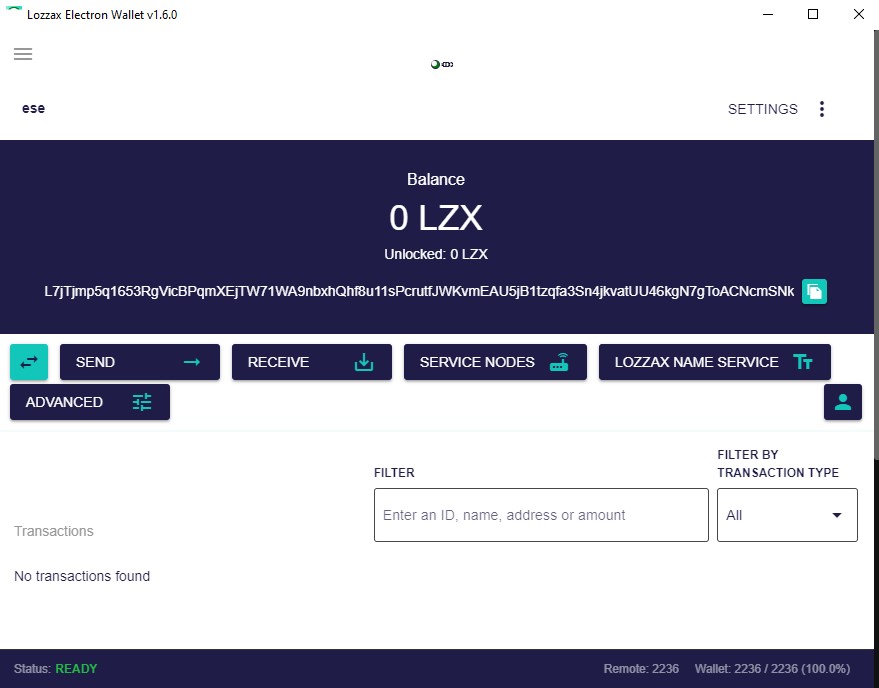 Lozzax Electron Wallet v1.6.0
ese
SETTINGS
Balance
0 LZX
Unlocked: 0 LZX
L7jTjmp5q1653RgVicBPqmXEjTW71WA9nbxhQhf8u11sPcrutfJWKvmEAU5jB1tzqfa3Sn4jkvatUU46kgN7gToACNcmSNk
SEND
RECEIVE
SERVICE NODES
LOZZAX NAME SERVICE
ADVANCED
FILTER
FILTER BY
TRANSACTION TYPE
Enter an ID, name, address or amount
All
Transactions
No transactions found
Status: READY
Remote: 2236
Wallet: 2236 / 2236 (100.0%)